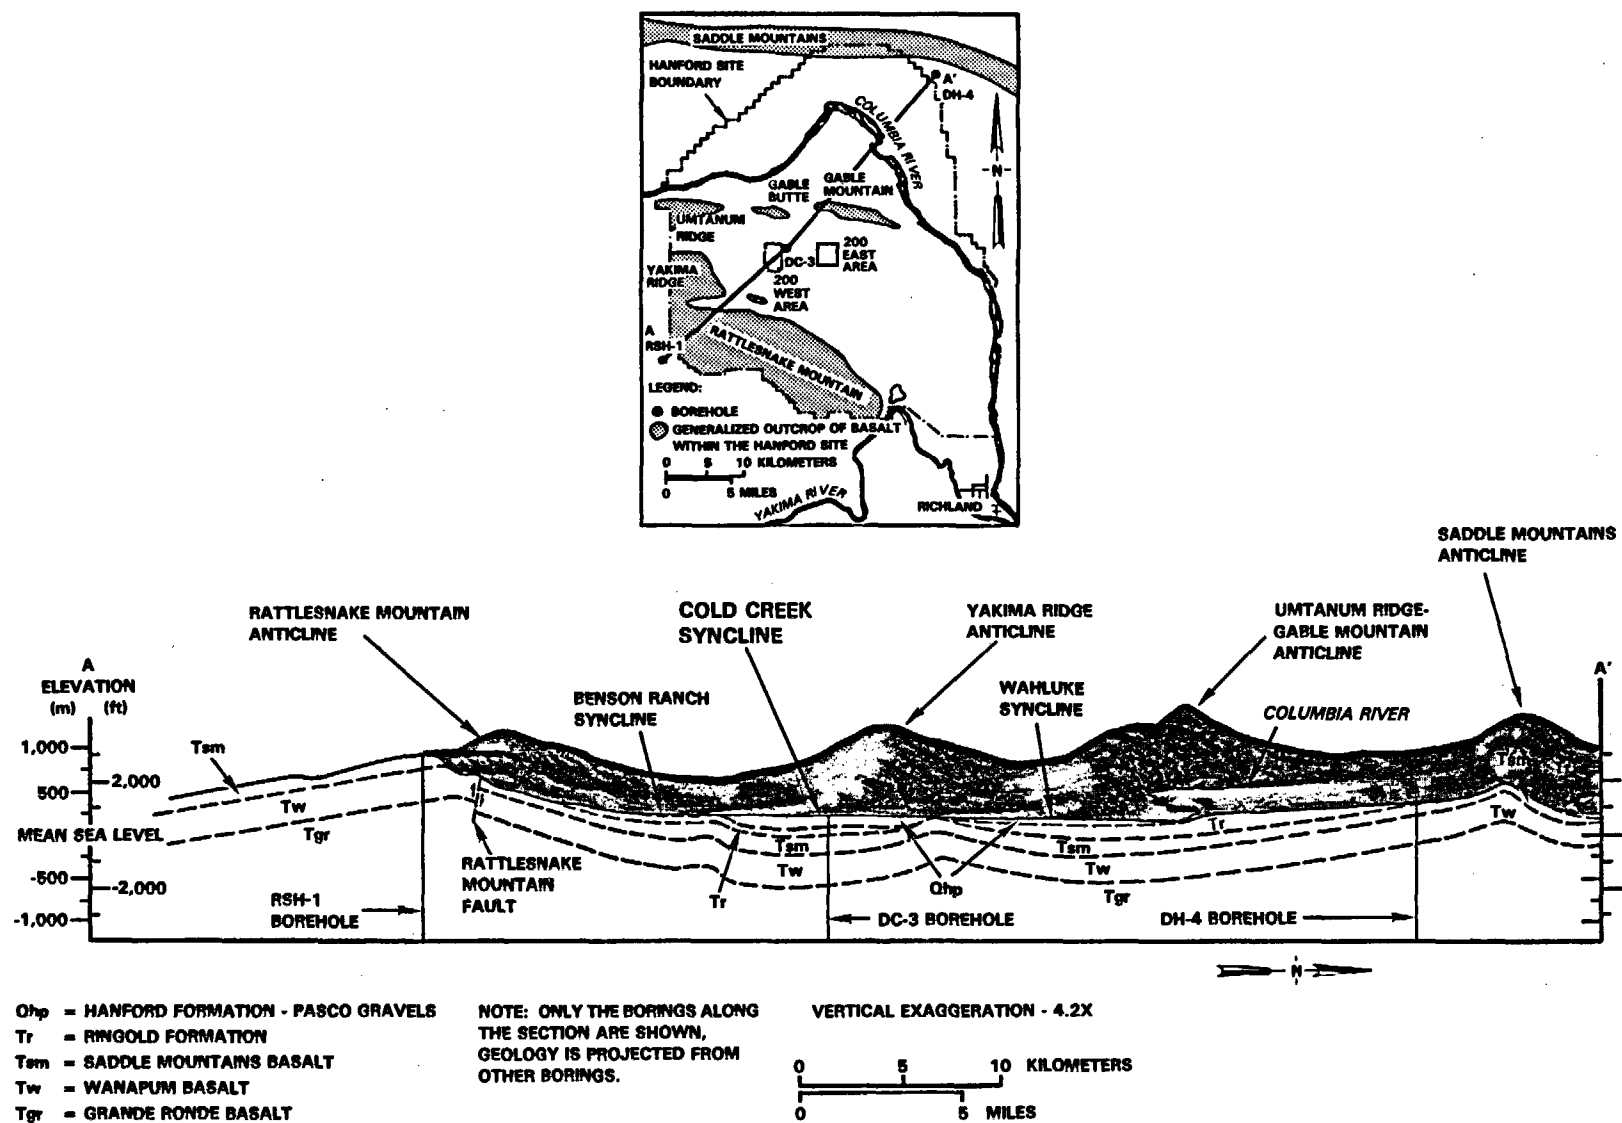 SADDLE MOUNTAINS
HANFORD SITE
BOUNDARY
A'
DH-4
COLUMBIA RIVER
N
GABLE
BUTTE
GABLE
MOUNTAIN
UMTANUM
RIDGE
YAKIMA
RIDGE
DC-3
200
EAST
AREA
200
WEST
AREA
A
RSH-1
RATTLESNAKE MOUNTAIN
LEGEND:
BOREHOLE
GENERALIZED OUTCROP OF BASALT
WITHIN THE HANFORD SITE
0 5 10 KILOMETERS
0 5 MILES
YAKIMA RIVER
RICHLAND
SADDLE MOUNTAINS
ANTICLINE
RATTLESNAKE MOUNTAIN
ANTICLINE
COLD CREEK
SYNCLINE
YAKIMA RIDGE
ANTICLINE
UMTANUM RIDGE-
GABLE MOUNTAIN
ANTICLINE
A
ELEVATION
(m) (ft)
A'
BENSON RANCH
SYNCLINE
WAHLUKE
SYNCLINE
COLUMBIA RIVER
1,000
2,000
500
MEAN SEA LEVEL
-500
-2,000
-1,000
Tsm
Tw
Tgr
RATTLESNAKE
MOUNTAIN
FAULT
Tsm
Tw
Tr
Qhp
Tsm
Tw
Tgr
Tr
Tsm
Tw
RSH-1
BOREHOLE
DC-3 BOREHOLE
DH-4 BOREHOLE
N
Qhp = HANFORD FORMATION - PASCO GRAVELS
Tr = RINGOLD FORMATION
Tsm = SADDLE MOUNTAINS BASALT
Tw = WANAPUM BASALT
Tgr = GRANDE RONDE BASALT
NOTE: ONLY THE BORINGS ALONG
THE SECTION ARE SHOWN,
GEOLOGY IS PROJECTED FROM
OTHER BORINGS.
VERTICAL EXAGGERATION - 4.2X
0 5 10 KILOMETERS
0 5 MILES